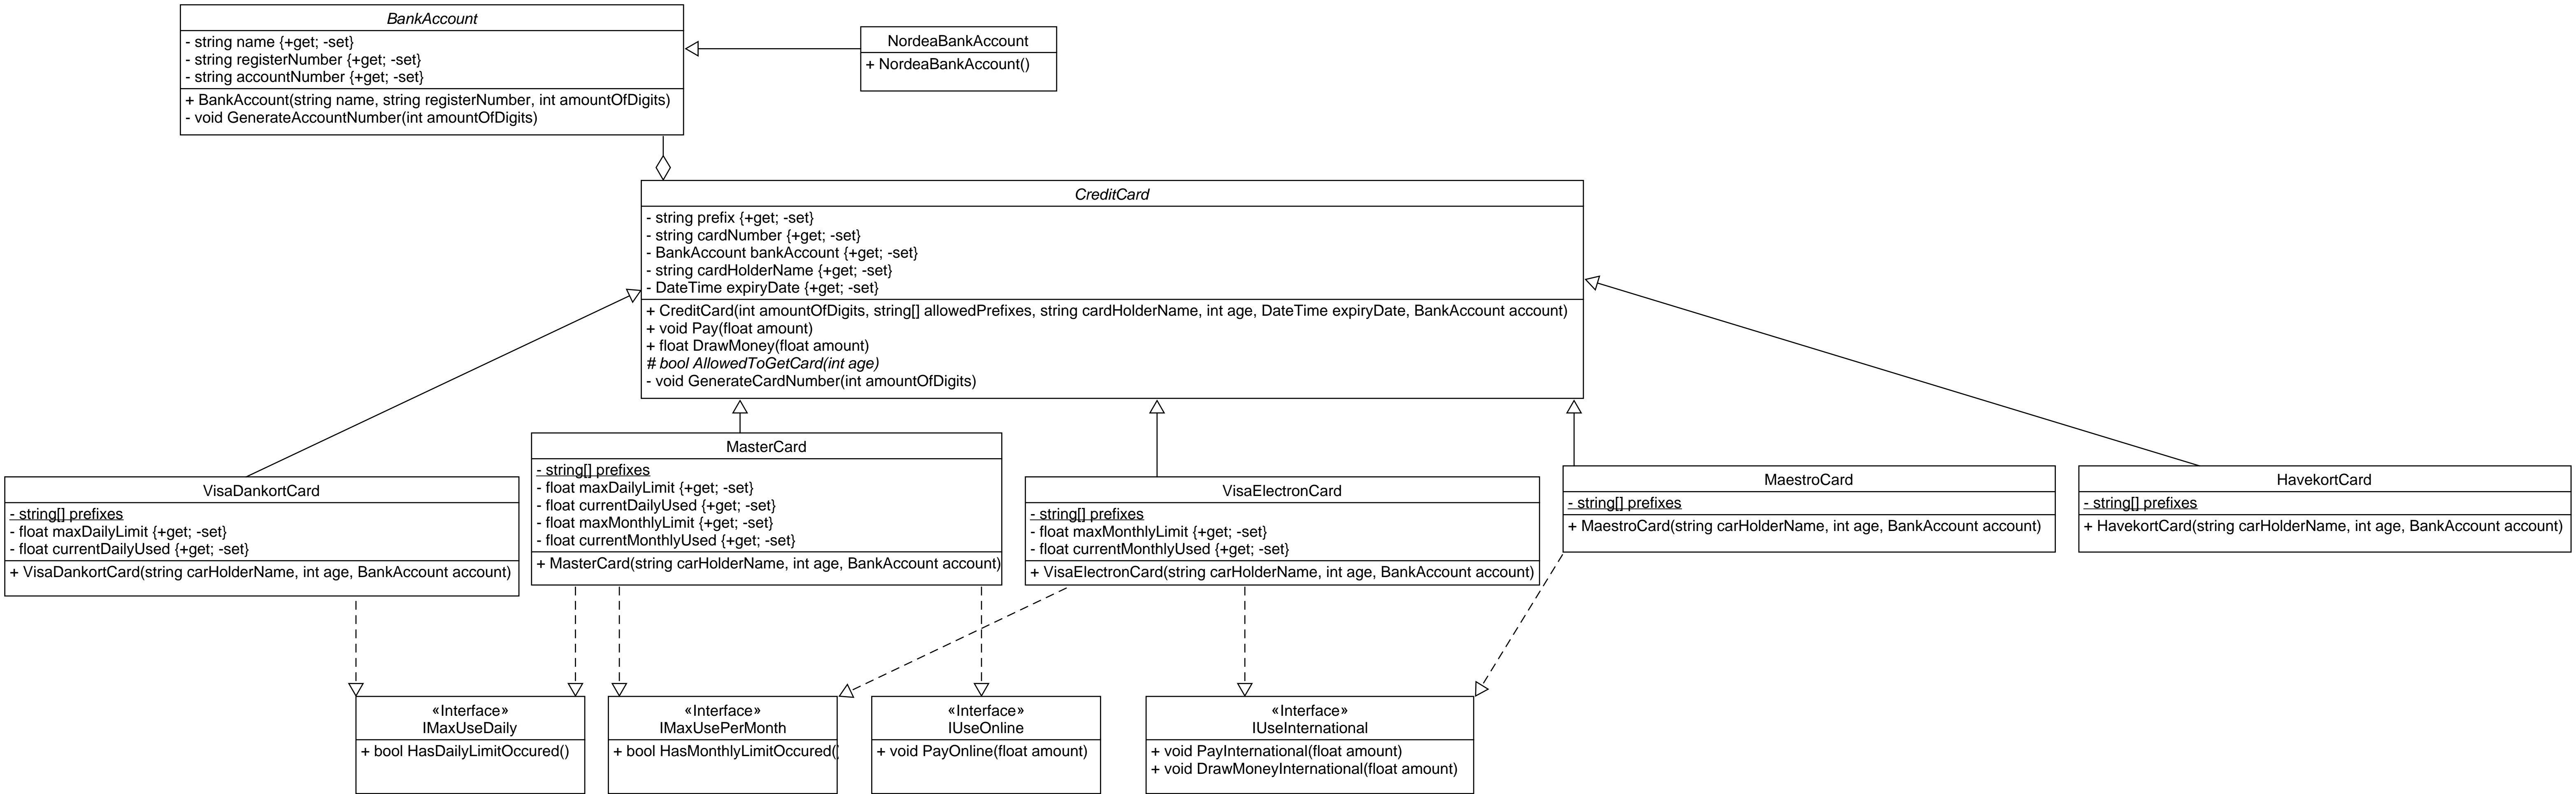 BankAccount
- string name {+get; -set}
- string registerNumber {+get; -set}
- string accountNumber {+get; -set}
+ BankAccount(string name, string registerNumber, int amountOfDigits)
- void GenerateAccountNumber(int amountOfDigits)
NordeaBankAccount
+ NordeaBankAccount()
CreditCard
- string prefix {+get; -set}
- string cardNumber {+get; -set}
- BankAccount bankAccount {+get; -set}
- string cardHolderName {+get; -set}
- DateTime expiryDate {+get; -set}
+ CreditCard(int amountOfDigits, string[] allowedPrefixes, string cardHolderName, int age, DateTime expiryDate, BankAccount account)
+ void Pay(float amount)
+ float DrawMoney(float amount)
# bool AllowedToGetCard(int age)
- void GenerateCardNumber(int amountOfDigits)
VisaDankortCard
- string[] prefixes
- float maxDailyLimit {+get; -set}
- float currentDailyUsed {+get; -set}
+ VisaDankortCard(string carHolderName, int age, BankAccount account)
MasterCard
- string[] prefixes
- float maxDailyLimit {+get; -set}
- float currentDailyUsed {+get; -set}
- float maxMonthlyLimit {+get; -set}
- float currentMonthlyUsed {+get; -set}
+ MasterCard(string carHolderName, int age, BankAccount account)
VisaElectronCard
- string[] prefixes
- float maxMonthlyLimit {+get; -set}
- float currentMonthlyUsed {+get; -set}
+ VisaElectronCard(string carHolderName, int age, BankAccount account)
MaestroCard
- string[] prefixes
+ MaestroCard(string carHolderName, int age, BankAccount account)
HavekortCard
- string[] prefixes
+ HavekortCard(string carHolderName, int age, BankAccount account)
«Interface»
IMaxUseDaily
+ bool HasDailyLimitOccured()
«Interface»
IMaxUsePerMonth
+ bool HasMonthlyLimitOccured()
«Interface»
IUseOnline
+ void PayOnline(float amount)
«Interface»
IUseInternational
+ void PayInternational(float amount)
+ void DrawMoneyInternational(float amount)